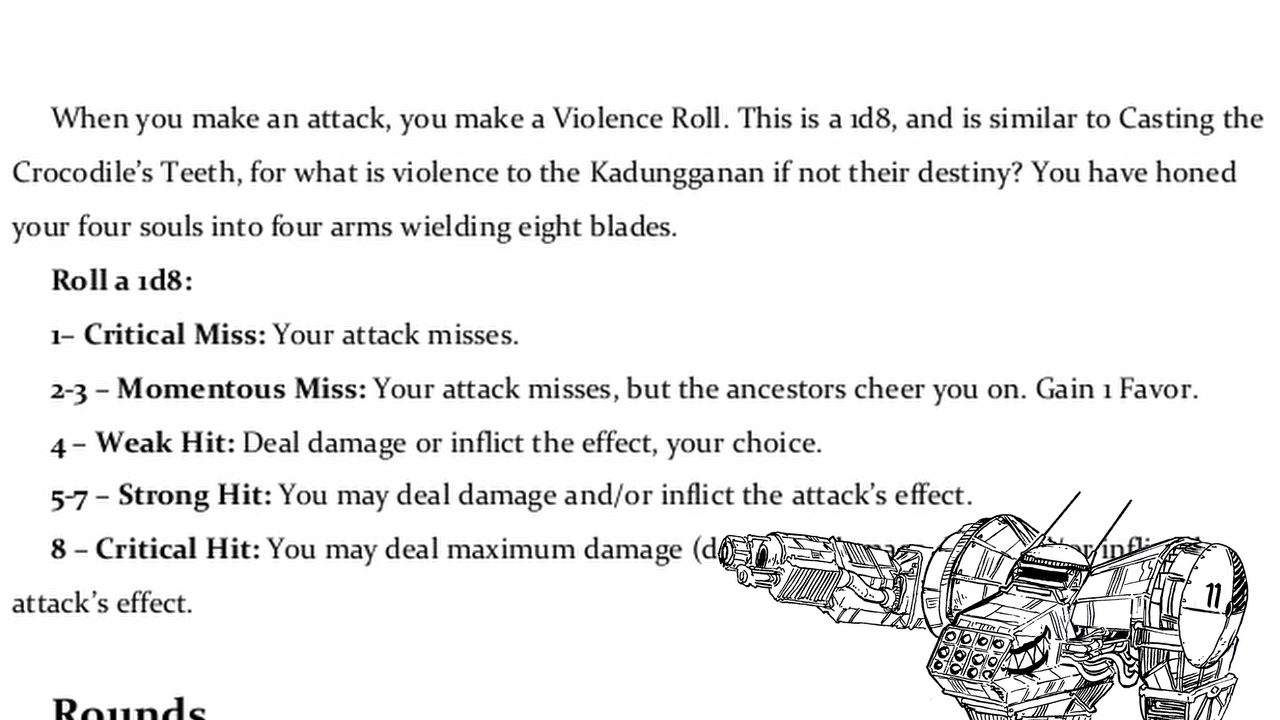 When you make an attack, you make a Violence Roll. This is a 1d8, and is similar to Casting the
Crocodile's Teeth, for what is violence to the Kadungganan if not their destiny? You have honed
your four souls into four arms wielding eight blades.
Roll a 1d8:
1– Critical Miss: Your attack misses.
2-3 – Momentous Miss: Your attack misses, but the ancestors cheer you on. Gain 1 Favor.
4 – Weak Hit: Deal damage or inflict the effect, your choice.
5-7 – Strong Hit: You may deal damage and/or inflict the attack's effect.
8 – Critical Hit: You may deal maximum damage
attack's effect.
11
Rounds